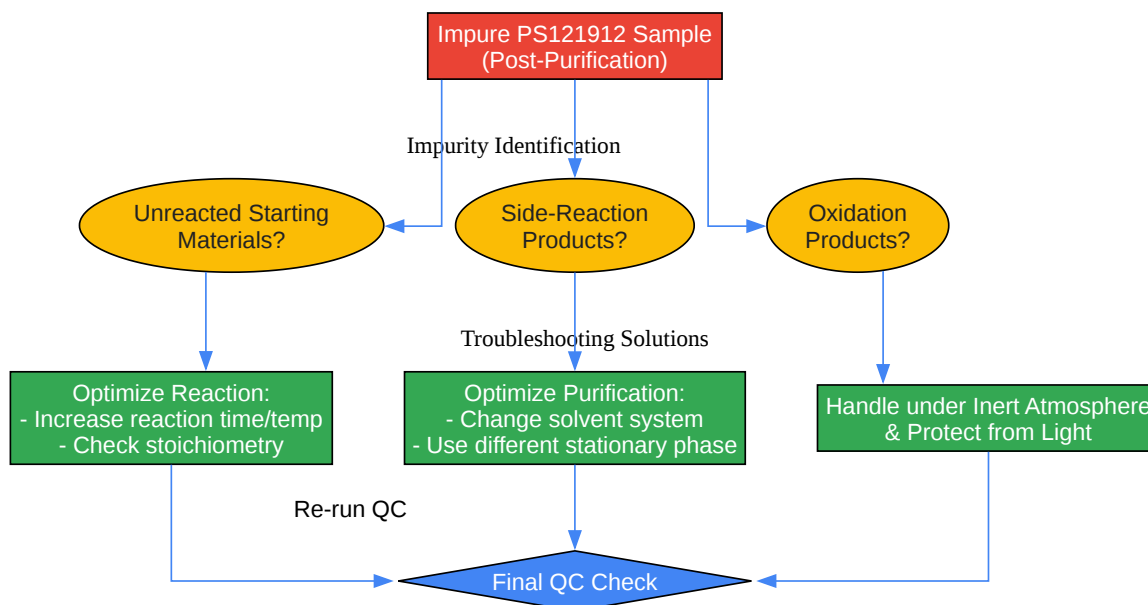 Impure PS121912 Sample
(Post-Purification)
Impurity Identification
Unreacted Starting
Materials?
Side-Reaction
Products?
Oxidation
Products?
Troubleshooting Solutions
Optimize Reaction:
- Increase reaction time/temp
- Check stoichiometry
Optimize Purification:
- Change solvent system
- Use different stationary phase
Handle under Inert Atmosphere
& Protect from Light
Re-run QC
Final QC Check